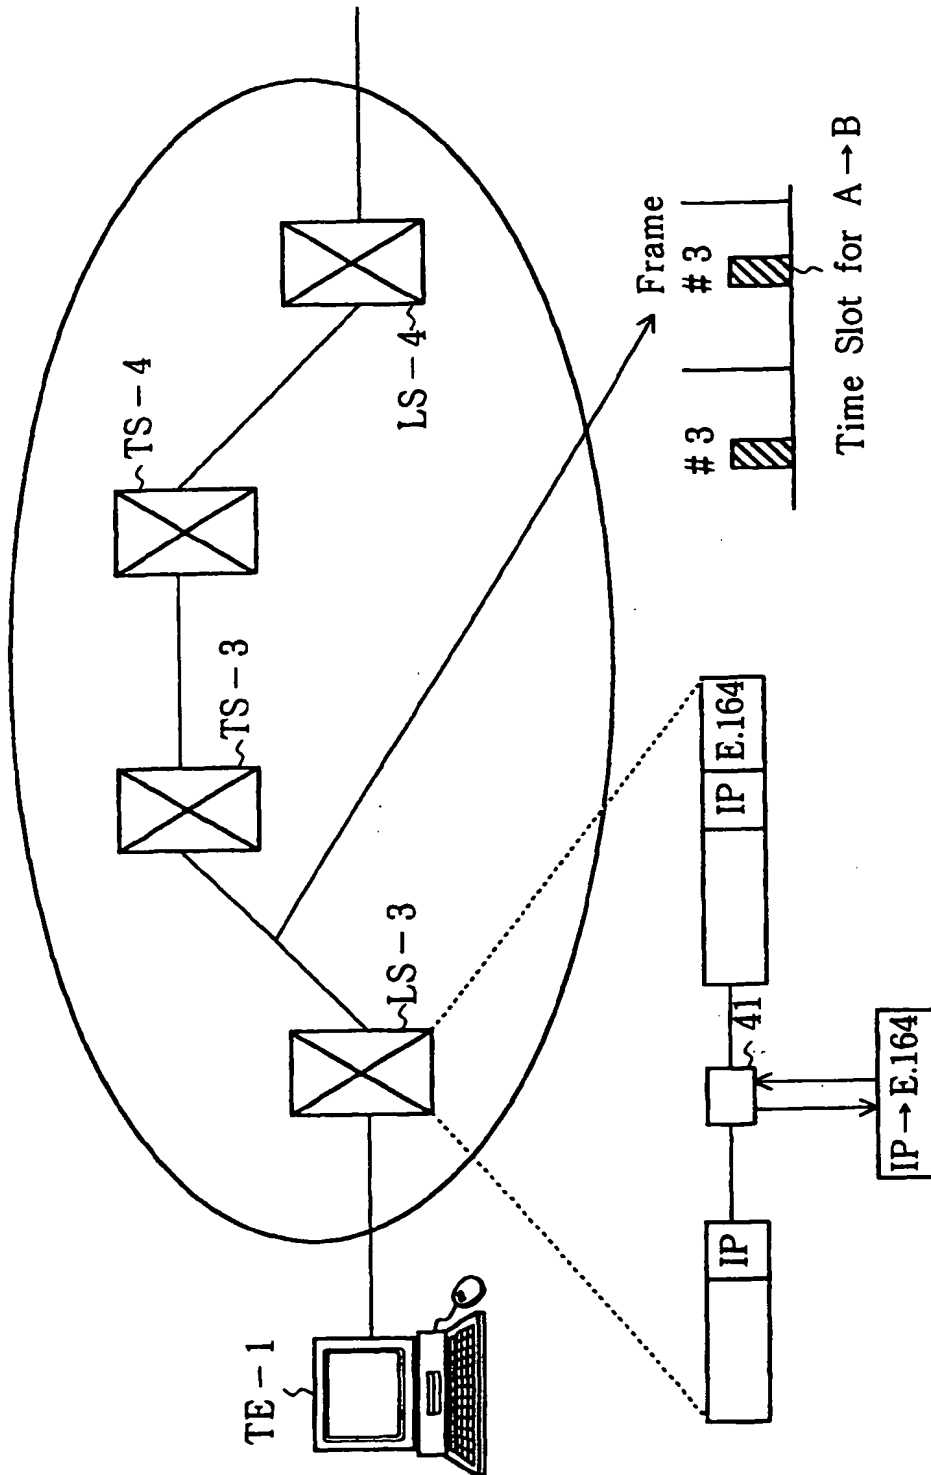 TE-1
LS-3
TS-3
TS-4
LS-4
Frame
#3
#3
Time Slot for A→B
IP
41
IP
E.164
IP→E.164